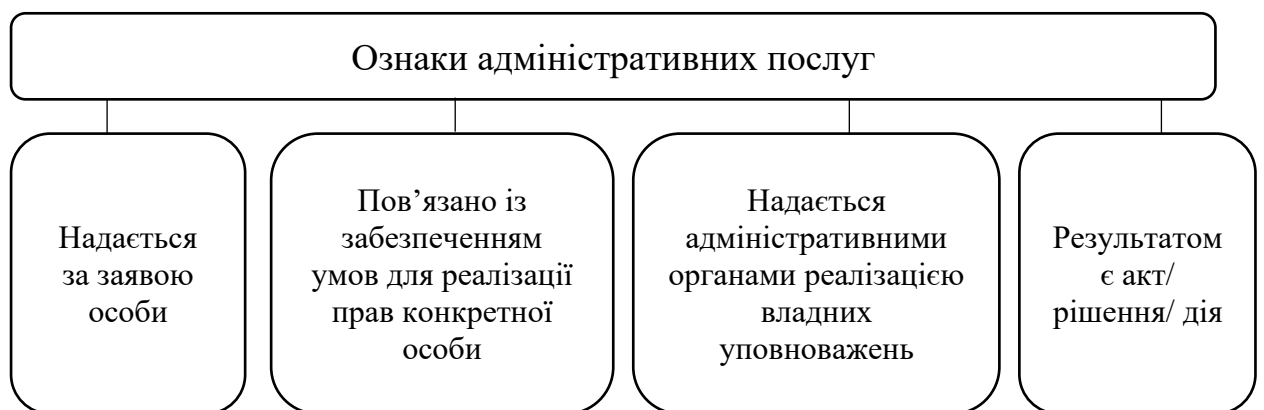 Ознаки адміністративних послуг
Надається
за заявою
особи
Пов’язано із
забезпеченням
умов для реалізації
прав конкретної
особи
Надається
адміністративними
органами реалізацією
владних
уповноважень
Результатом
є акт/
рішення/ дія